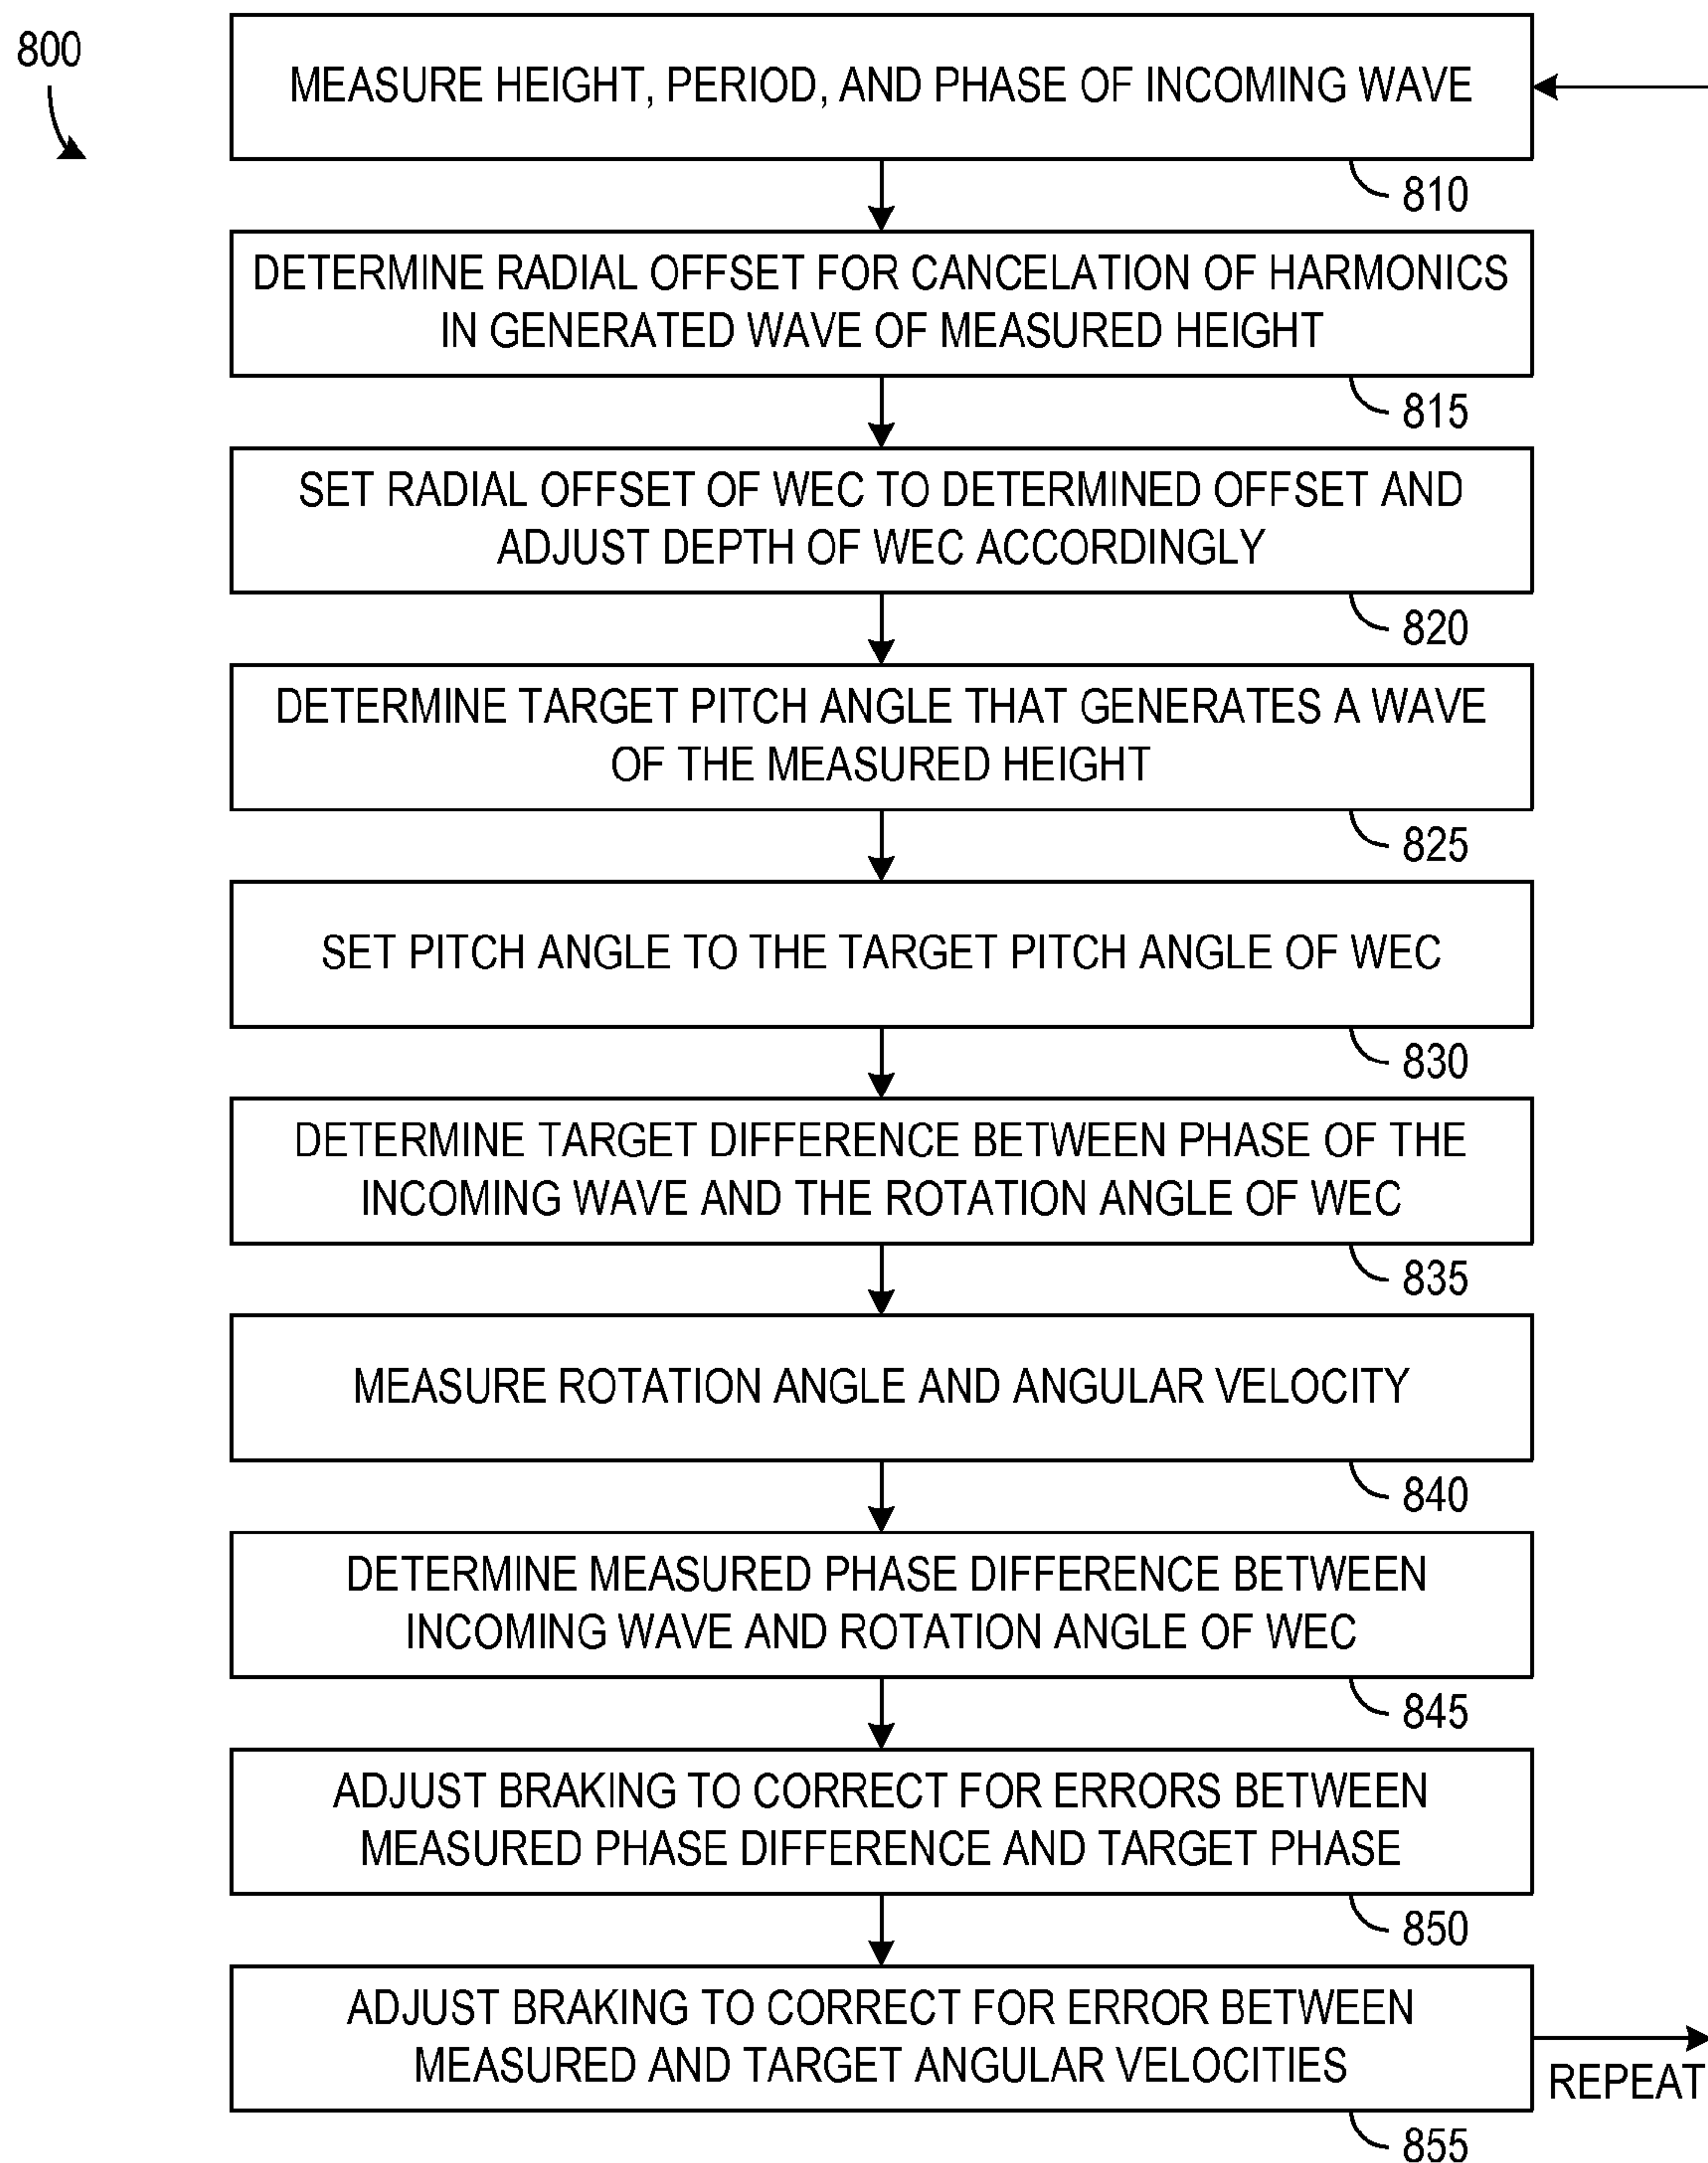 800
MEASURE HEIGHT, PERIOD, AND PHASE OF INCOMING WAVE
810
DETERMINE RADIAL OFFSET FOR CANCELATION OF HARMONICS
IN GENERATED WAVE OF MEASURED HEIGHT
815
SET RADIAL OFFSET OF WEC TO DETERMINED OFFSET AND
ADJUST DEPTH OF WEC ACCORDINGLY
820
DETERMINE TARGET PITCH ANGLE THAT GENERATES A WAVE
OF THE MEASURED HEIGHT
825
SET PITCH ANGLE TO THE TARGET PITCH ANGLE OF WEC
830
DETERMINE TARGET DIFFERENCE BETWEEN PHASE OF THE
INCOMING WAVE AND THE ROTATION ANGLE OF WEC
835
MEASURE ROTATION ANGLE AND ANGULAR VELOCITY
840
DETERMINE MEASURED PHASE DIFFERENCE BETWEEN
INCOMING WAVE AND ROTATION ANGLE OF WEC
845
ADJUST BRAKING TO CORRECT FOR ERRORS BETWEEN
MEASURED PHASE DIFFERENCE AND TARGET PHASE
850
ADJUST BRAKING TO CORRECT FOR ERROR BETWEEN
MEASURED AND TARGET ANGULAR VELOCITIES
REPEAT
855